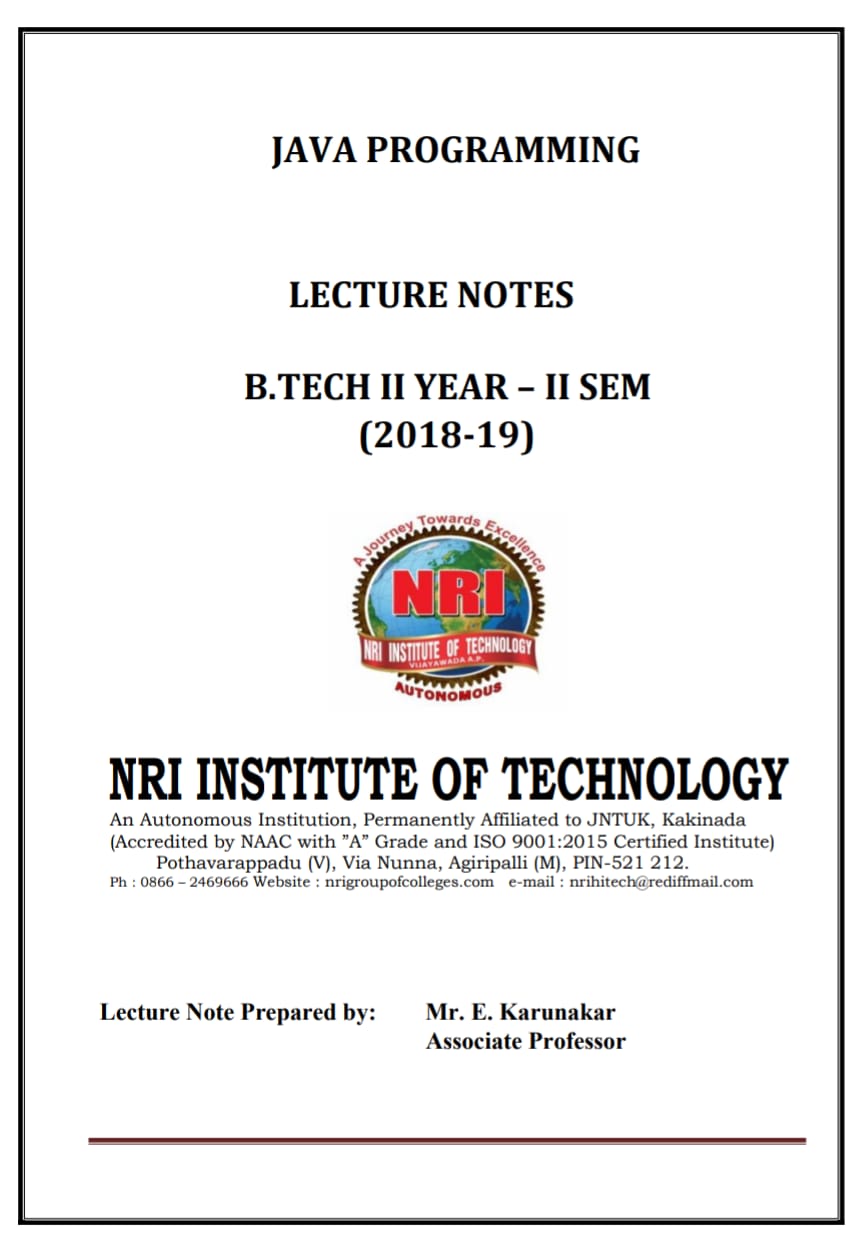 JAVA PROGRAMMING
LECTURE NOTES
B.TECH II YEAR – II SEM
(2018-19)
A Journey Towards Excellence
NRI
NRI INSTITUTE OF TECHNOLOGY
VIJAYAWADA A.P.
AUTONOMOUS
NRI INSTITUTE OF TECHNOLOGY
An Autonomous Institution, Permanently Affiliated to JNTUK, Kakinada
(Accredited by NAAC with ”A” Grade and ISO 9001:2015 Certified Institute)
Pothavarappadu (V), Via Nunna, Agiripalli (M), PIN-521 212.
Ph : 0866 – 2469666 Website : nrigroupofcolleges.com e-mail : nrihitech@rediffmail.com
Lecture Note Prepared by: Mr. E. Karunakar
Associate Professor